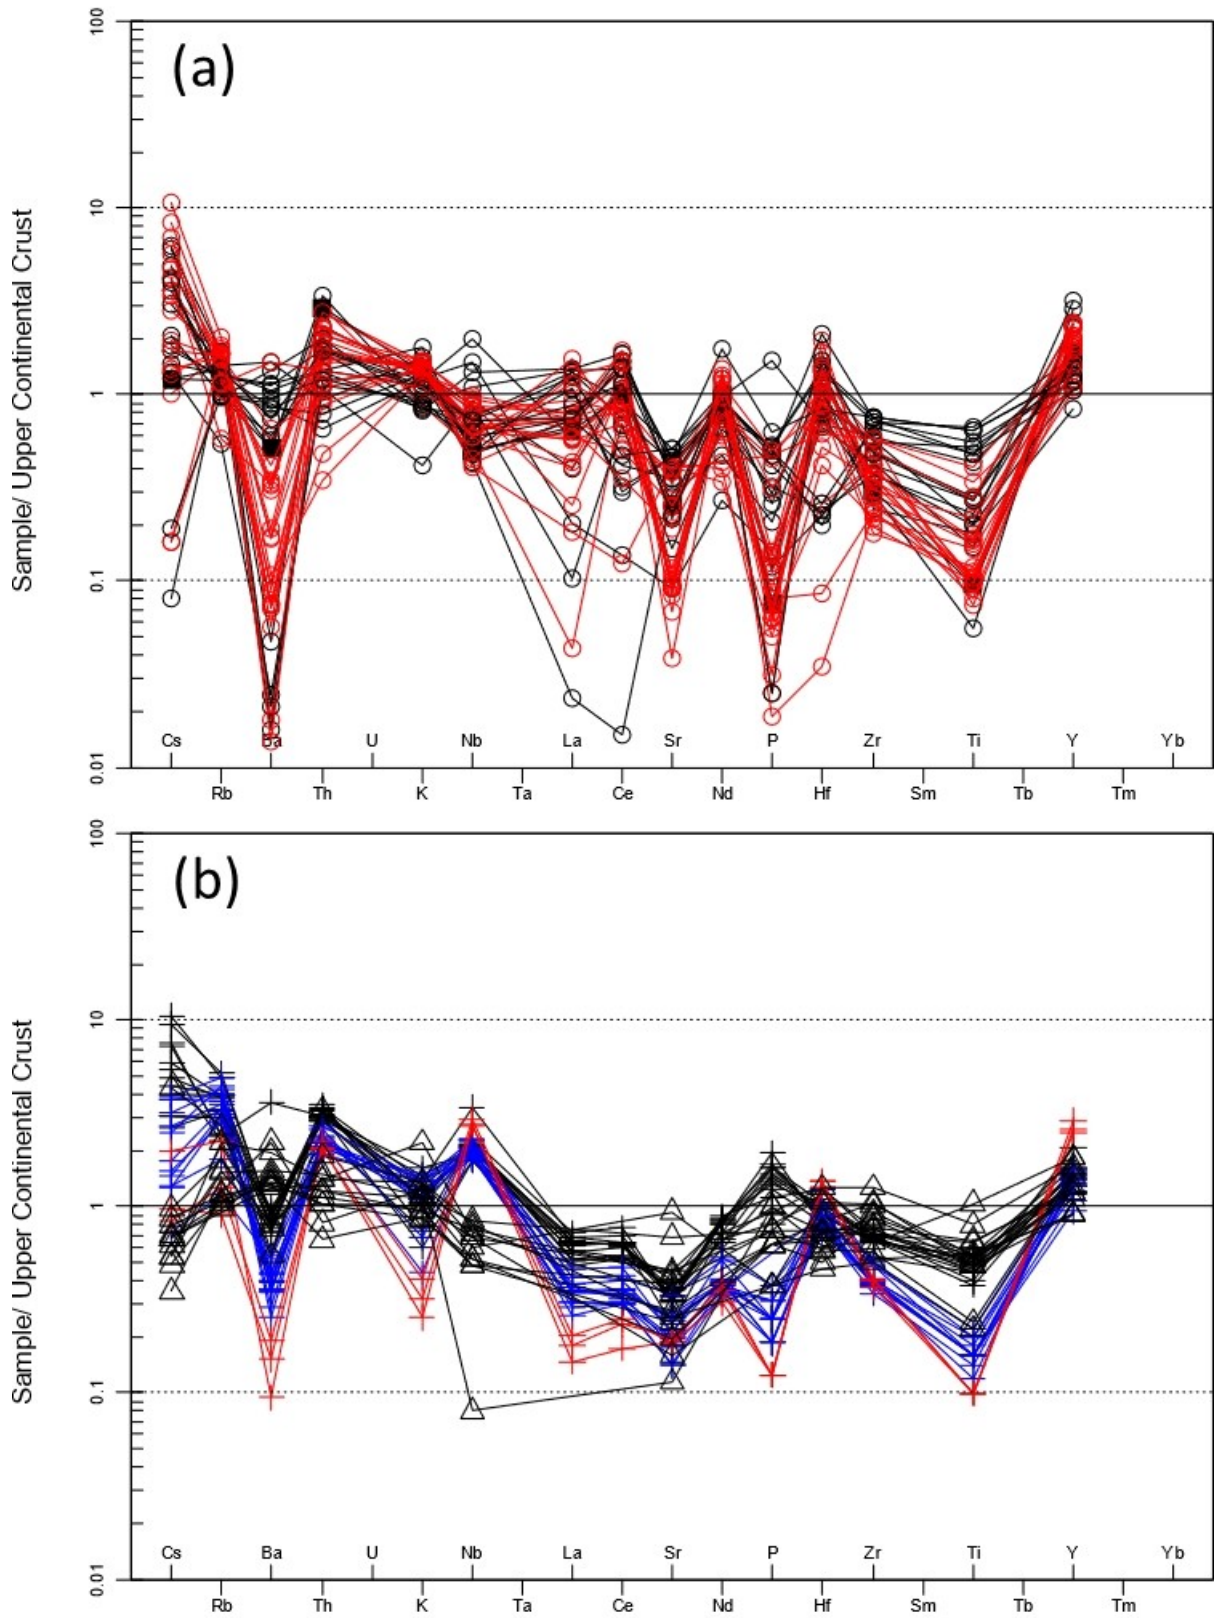 (a)
100
10
1
0.1
0.01
Sample/ Upper Continental Crust
Cs Ba U Nb La Sr P Zr Ti Y Yb
Rb Th K Ta Ce Nd Hf Sm Tb Tm
(b)
100
10
1
0.1
0.01
Sample/ Upper Continental Crust
Cs Ba U Nb La Sr P Zr Ti Y Yb
Rb Th K Ta Ce Nd Hf Sm Tb Tm